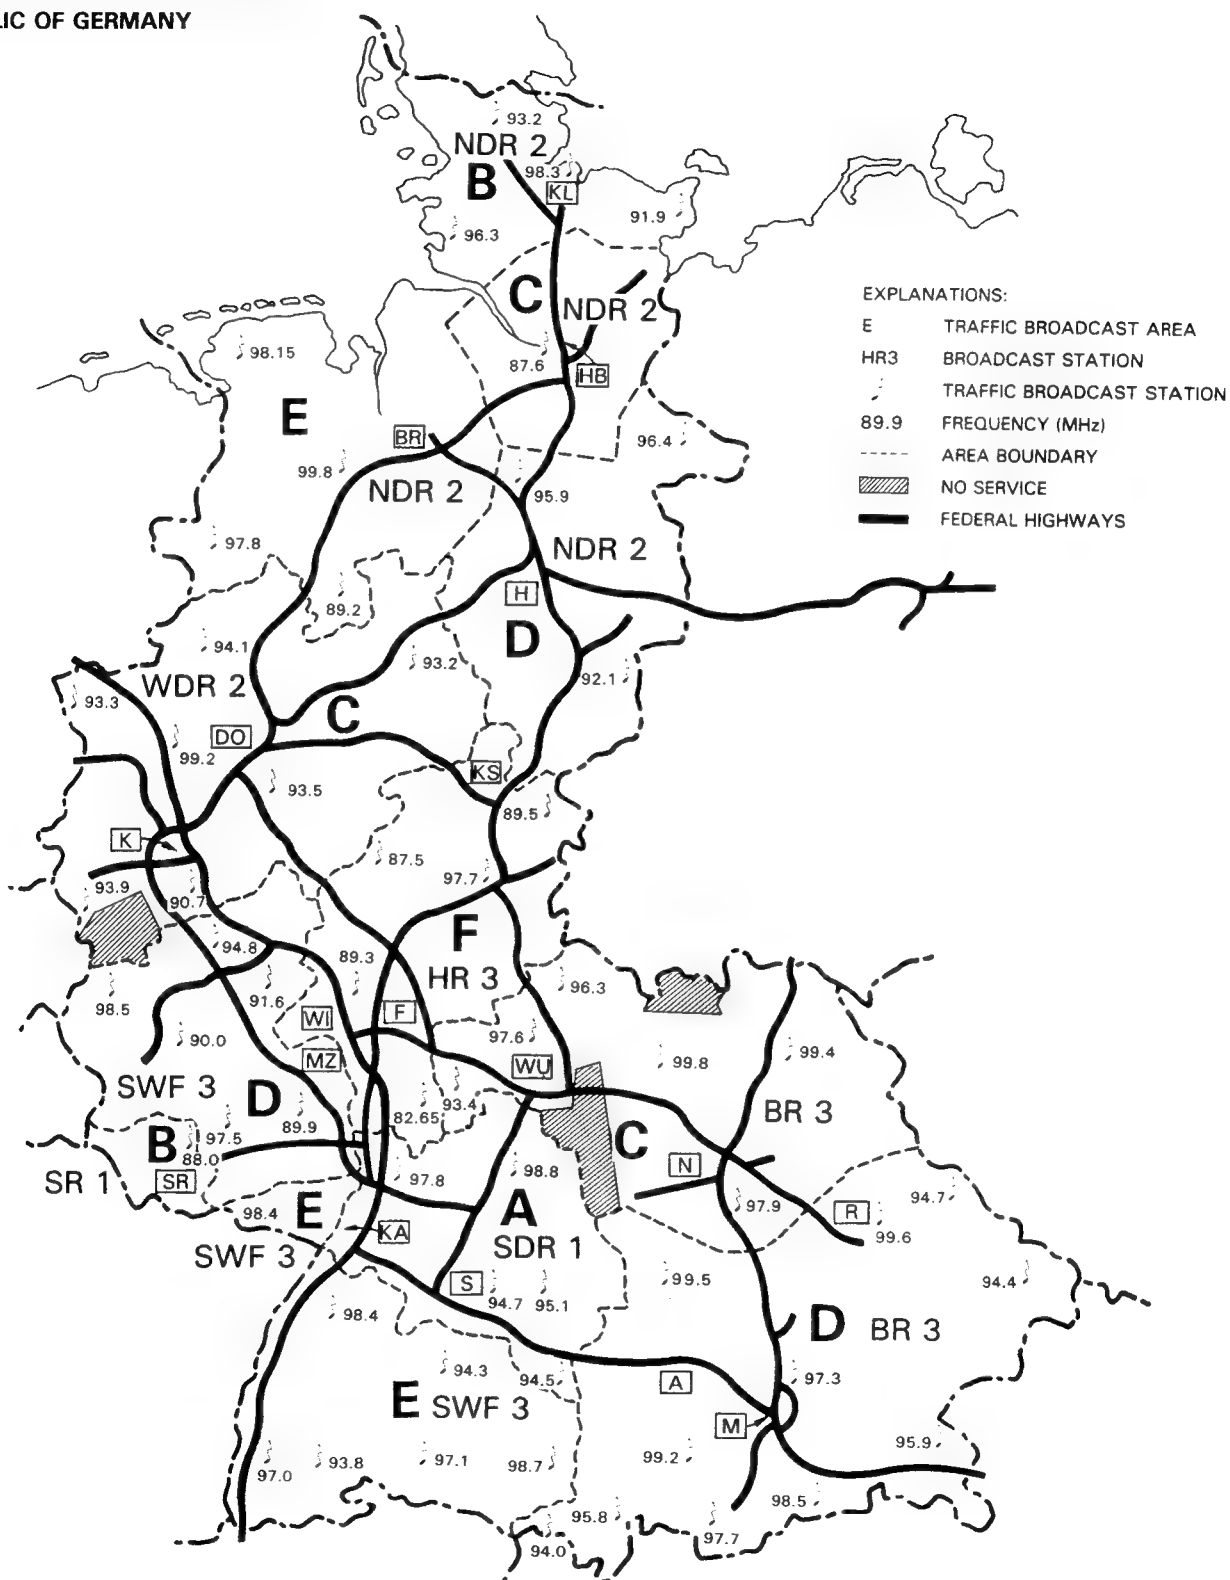 LIC OF GERMANY
93.2
NDR 2
98.3
B
KL
91.9
96.3
C
NDR 2
EXPLANATIONS:
E TRAFFIC BROADCAST AREA
HR3 BROADCAST STATION
TRAFFIC BROADCAST STATION
89.9 FREQUENCY (MHz)
AREA BOUNDARY
NO SERVICE
FEDERAL HIGHWAYS
98.15
87.6
HB
E
BR
96.4
99.8
NDR 2
95.9
97.8
NDR 2
H
89.2
D
94.1
93.2
92.1
WDR 2
93.3
C
DO
99.2
KS
93.5
89.5
K
87.5
97.7
93.9
90.7
F
94.8
89.3
HR 3
96.3
91.6
98.5
WI
F
90.0
97.6
99.4
MZ
WU
99.8
SWF 3
D
82.65
93.4
BR 3
89.9
97.5
B
88.0
C
SR 1
SR
97.8
98.8
N
94.7
98.4
E
A
97.9
R
99.6
KA
SWF 3
SDR 1
S
99.5
94.4
94.7
95.1
98.4
D
BR 3
94.3
94.5
97.3
E
SWF 3
A
M
97.0
93.8
97.1
98.7
99.2
95.9
95.8
98.5
97.7
94.0